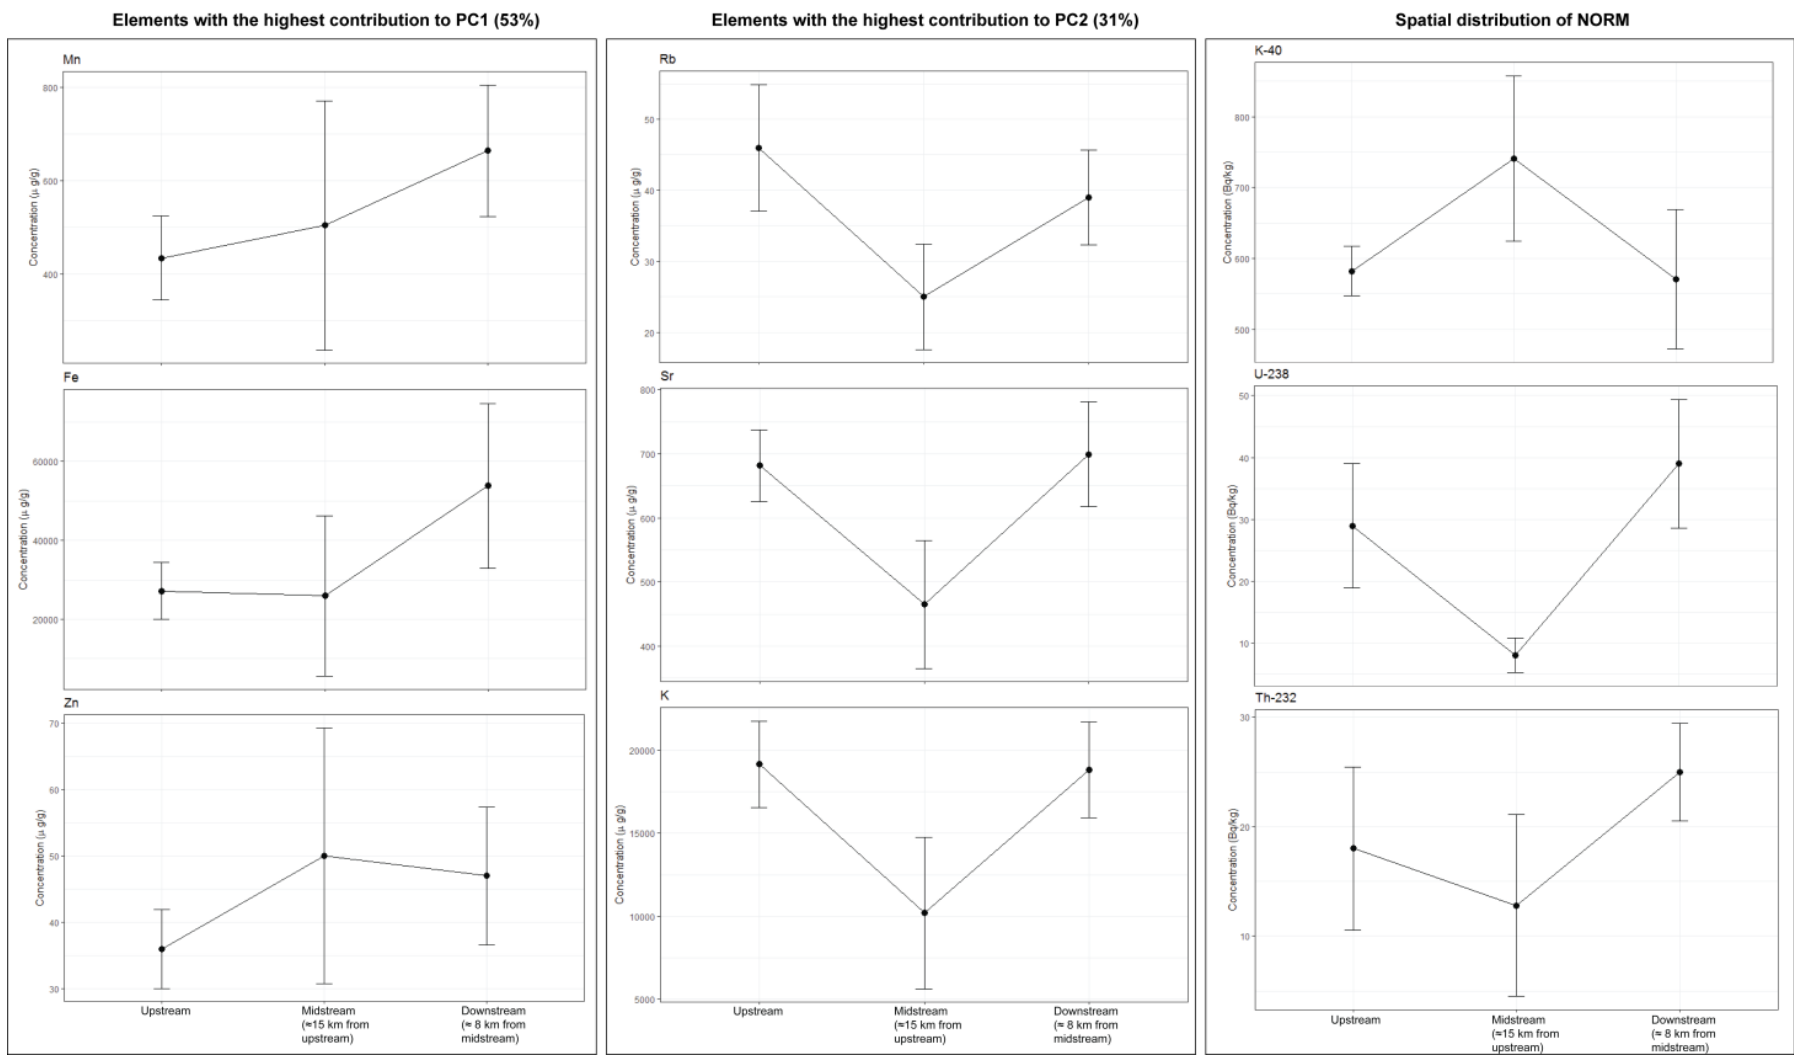 Elements with the highest contribution to PC1 (53%)
Mn
Concentration (μ g/g)
800
600
400
Fe
Concentration (μ g/g)
60000
40000
20000
Zn
Concentration (μ g/g)
70
60
50
40
30
Upstream
Midstream
(≈15 km from
upstream)
Downstream
(≈ 8 km from
midstream)
Elements with the highest contribution to PC2 (31%)
Rb
Concentration (μ g/g)
50
40
30
20
Sr
Concentration (μ g/g)
800
700
600
500
400
K
Concentration (μ g/g)
20000
15000
10000
5000
Upstream
Midstream
(≈15 km from
upstream)
Downstream
(≈ 8 km from
midstream)
Spatial distribution of NORM
K-40
Concentration (Bq/kg)
800
700
600
500
U-238
Concentration (Bq/kg)
50
40
30
20
10
Th-232
Concentration (Bq/kg)
30
20
10
Upstream
Midstream
(≈15 km from
upstream)
Downstream
(≈ 8 km from
midstream)